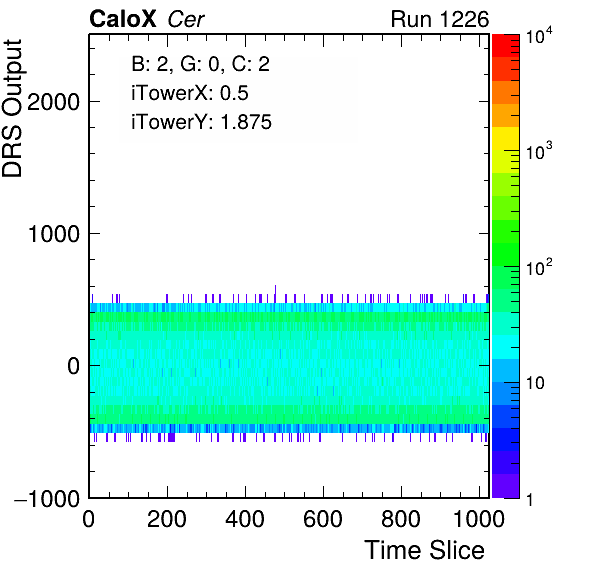 CaloX Cer Run 1226
B: 2, G: 0, C: 2
iTowerX: 0.5
iTowerY: 1.875
DRS Output
2000
1000
0
−1000
0 200 400 600 800 1000
Time Slice
10⁴
10³
10²
10
1